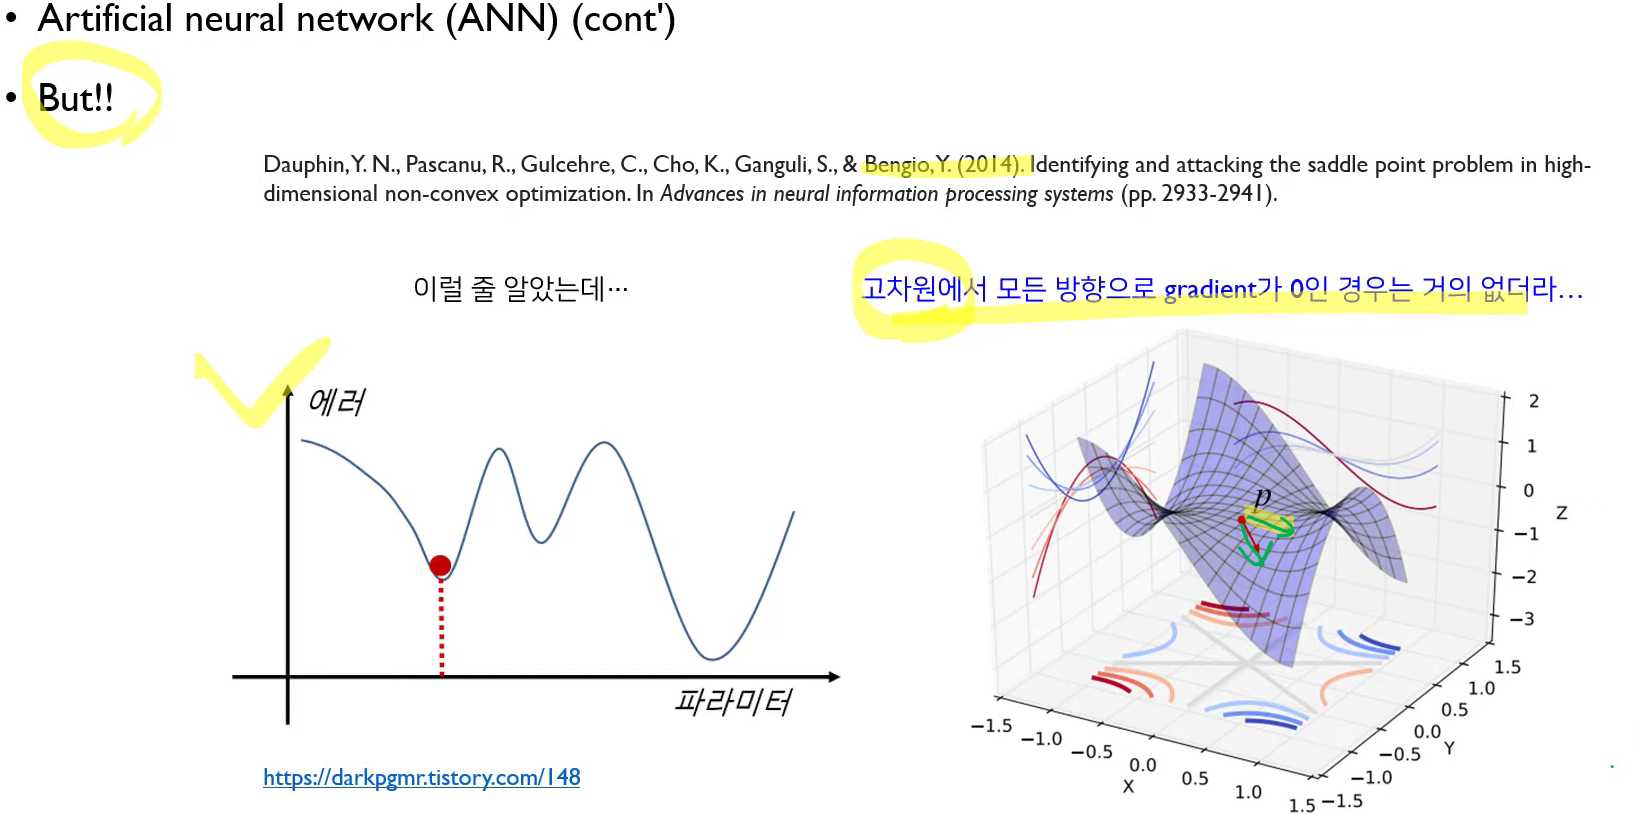 • Artificial neural network (ANN) (cont')
• But!!
Dauphin, Y. N., Pascanu, R., Gulcehre, C., Cho, K., Ganguli, S., & Bengio, Y. (2014). Identifying and attacking the saddle point problem in high-
dimensional non-convex optimization. In Advances in neural information processing systems (pp. 2933-2941).
이럴 줄 알았는데…
고차원에서 모든 방향으로 gradient가 0인 경우는 거의 없더라…
에러
파라미터
https://darkpgmr.tistory.com/148
p
2
1
0
−1
−2
−3
Z
1.5
1.0
0.5
0.0
−0.5
−1.0
−1.5
Y
−1.5
−1.0
−0.5
0.0
0.5
1.0
1.5
X